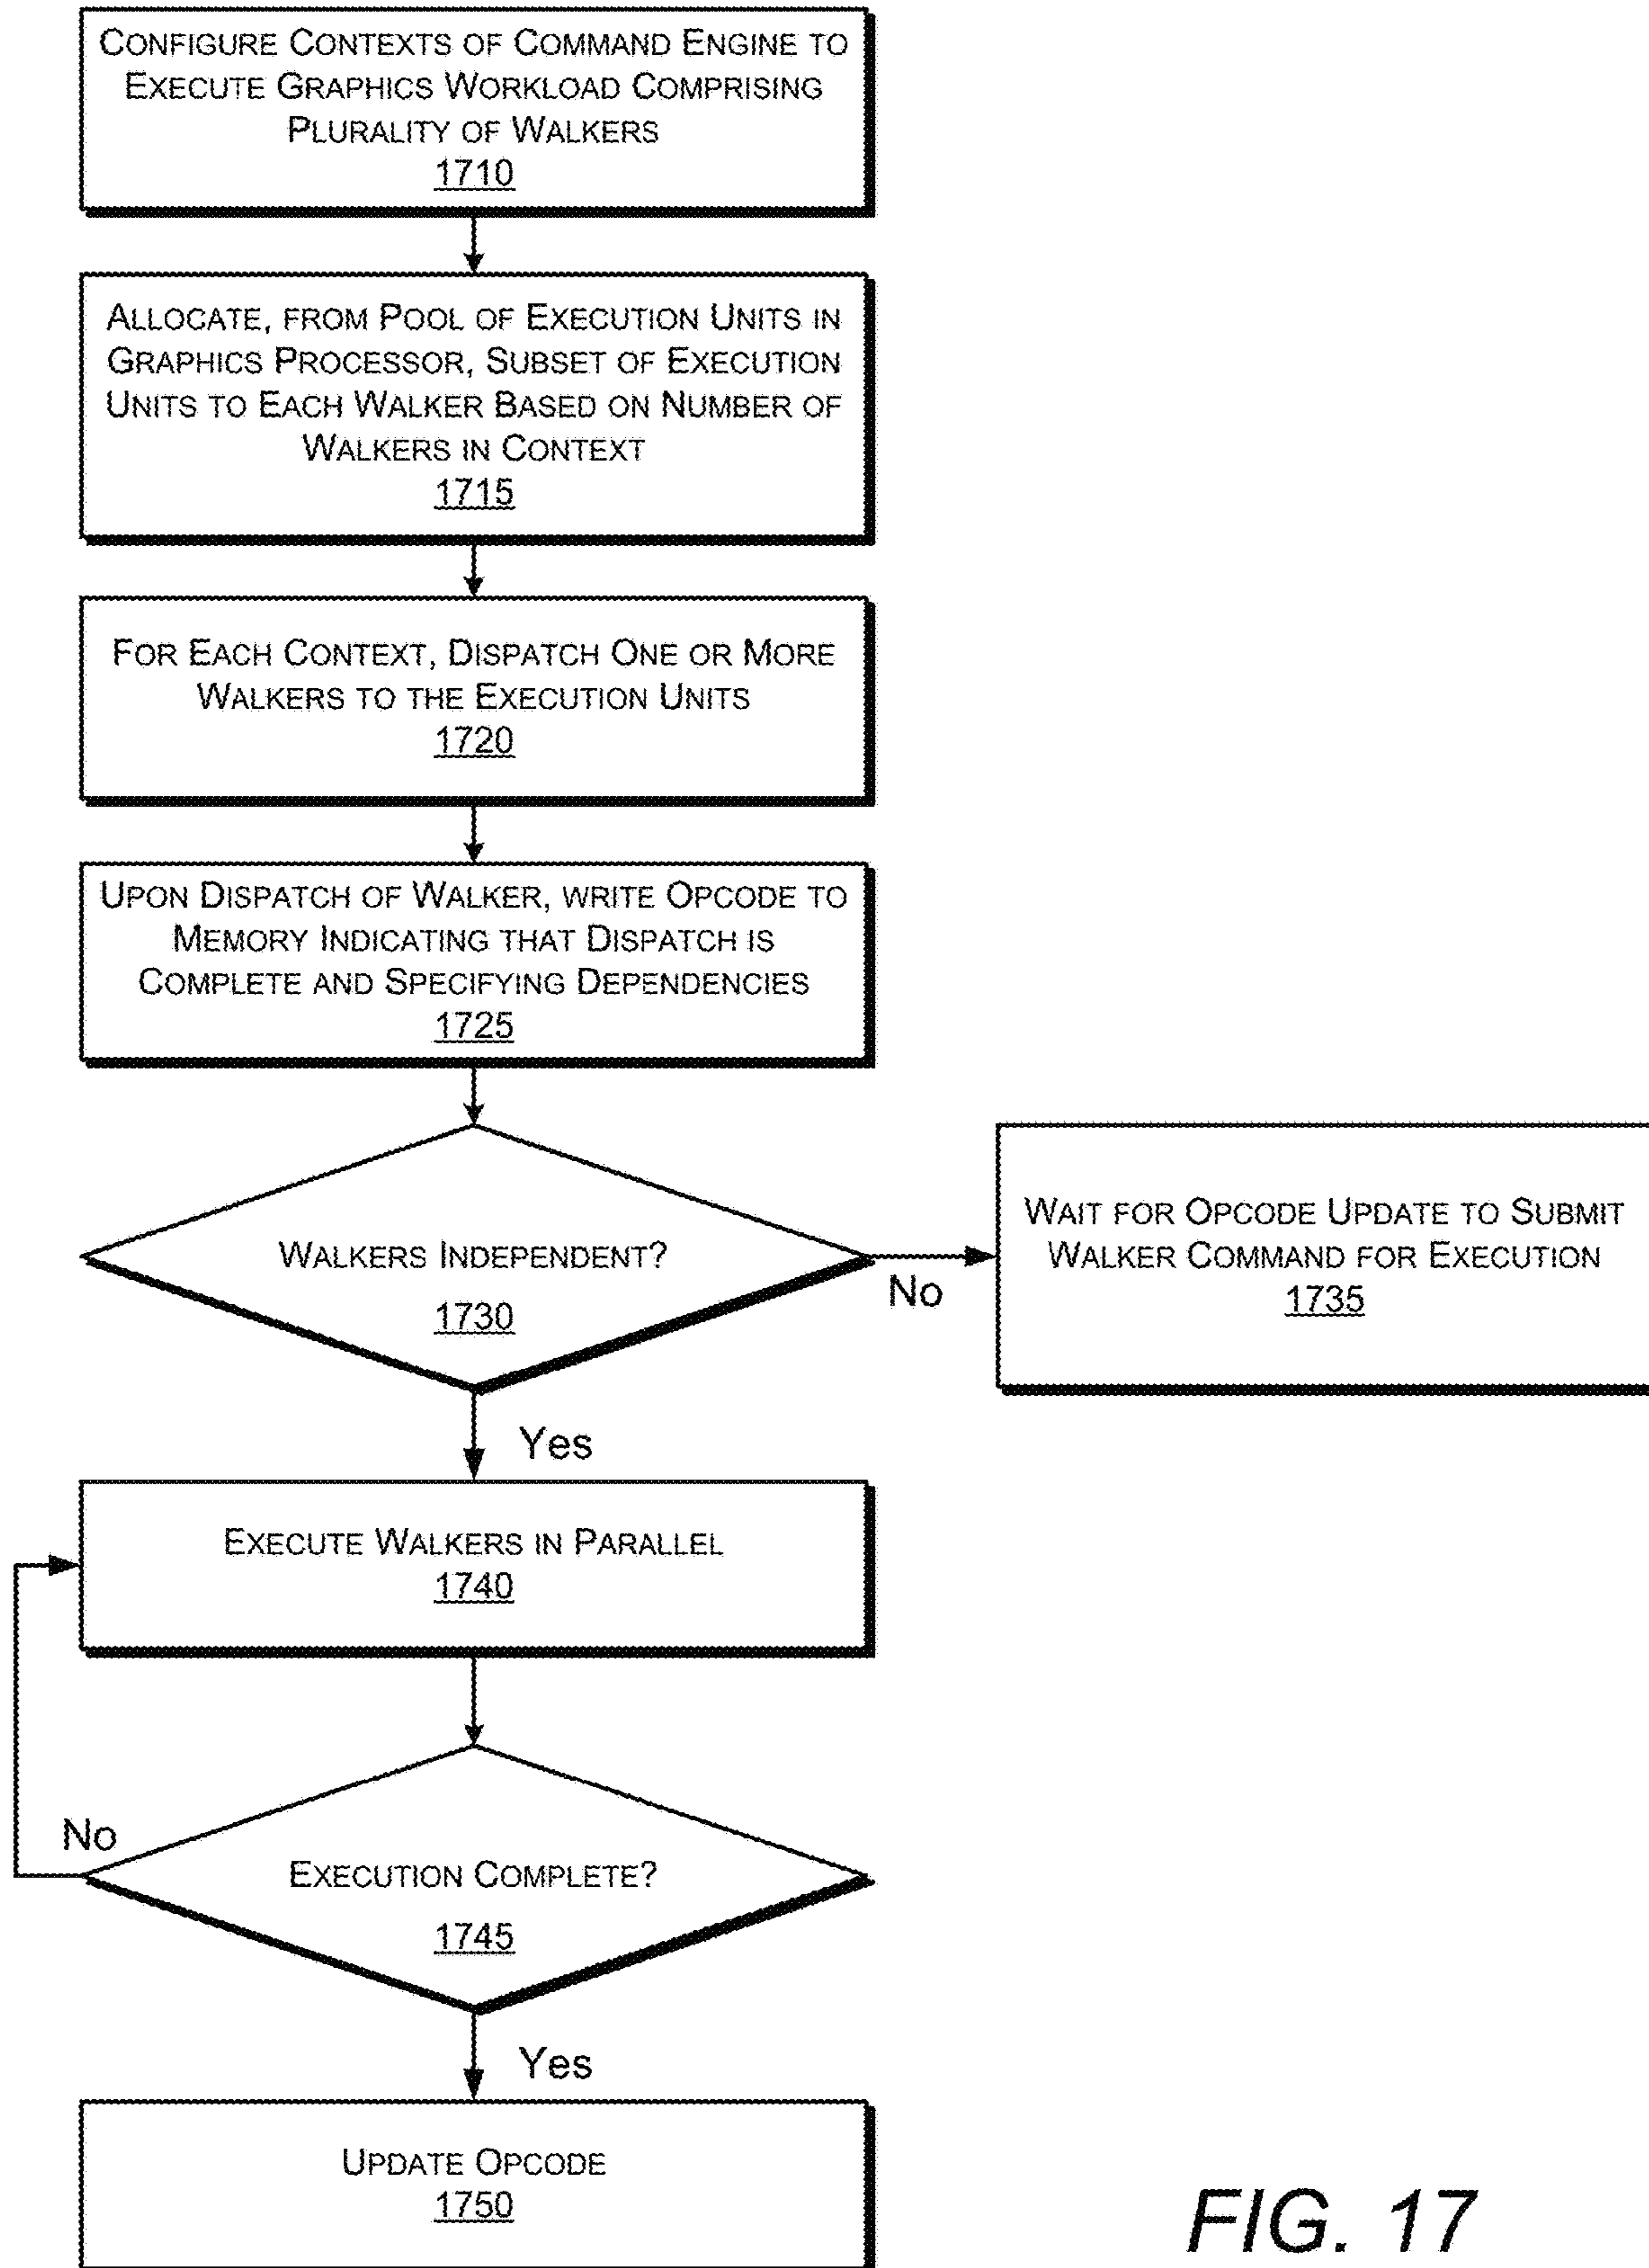 CONFIGURE CONTEXTS OF COMMAND ENGINE TO
EXECUTE GRAPHICS WORKLOAD COMPRISING
PLURALITY OF WALKERS
1710
ALLOCATE, FROM POOL OF EXECUTION UNITS IN
GRAPHICS PROCESSOR, SUBSET OF EXECUTION
UNITS TO EACH WALKER BASED ON NUMBER OF
WALKERS IN CONTEXT
1715
FOR EACH CONTEXT, DISPATCH ONE OR MORE
WALKERS TO THE EXECUTION UNITS
1720
UPON DISPATCH OF WALKER, WRITE OPCODE TO
MEMORY INDICATING THAT DISPATCH IS
COMPLETE AND SPECIFYING DEPENDENCIES
1725
WALKERS INDEPENDENT?
1730
No
WAIT FOR OPCODE UPDATE TO SUBMIT
WALKER COMMAND FOR EXECUTION
1735
Yes
EXECUTE WALKERS IN PARALLEL
1740
No
EXECUTION COMPLETE?
1745
Yes
UPDATE OPCODE
1750
FIG. 17